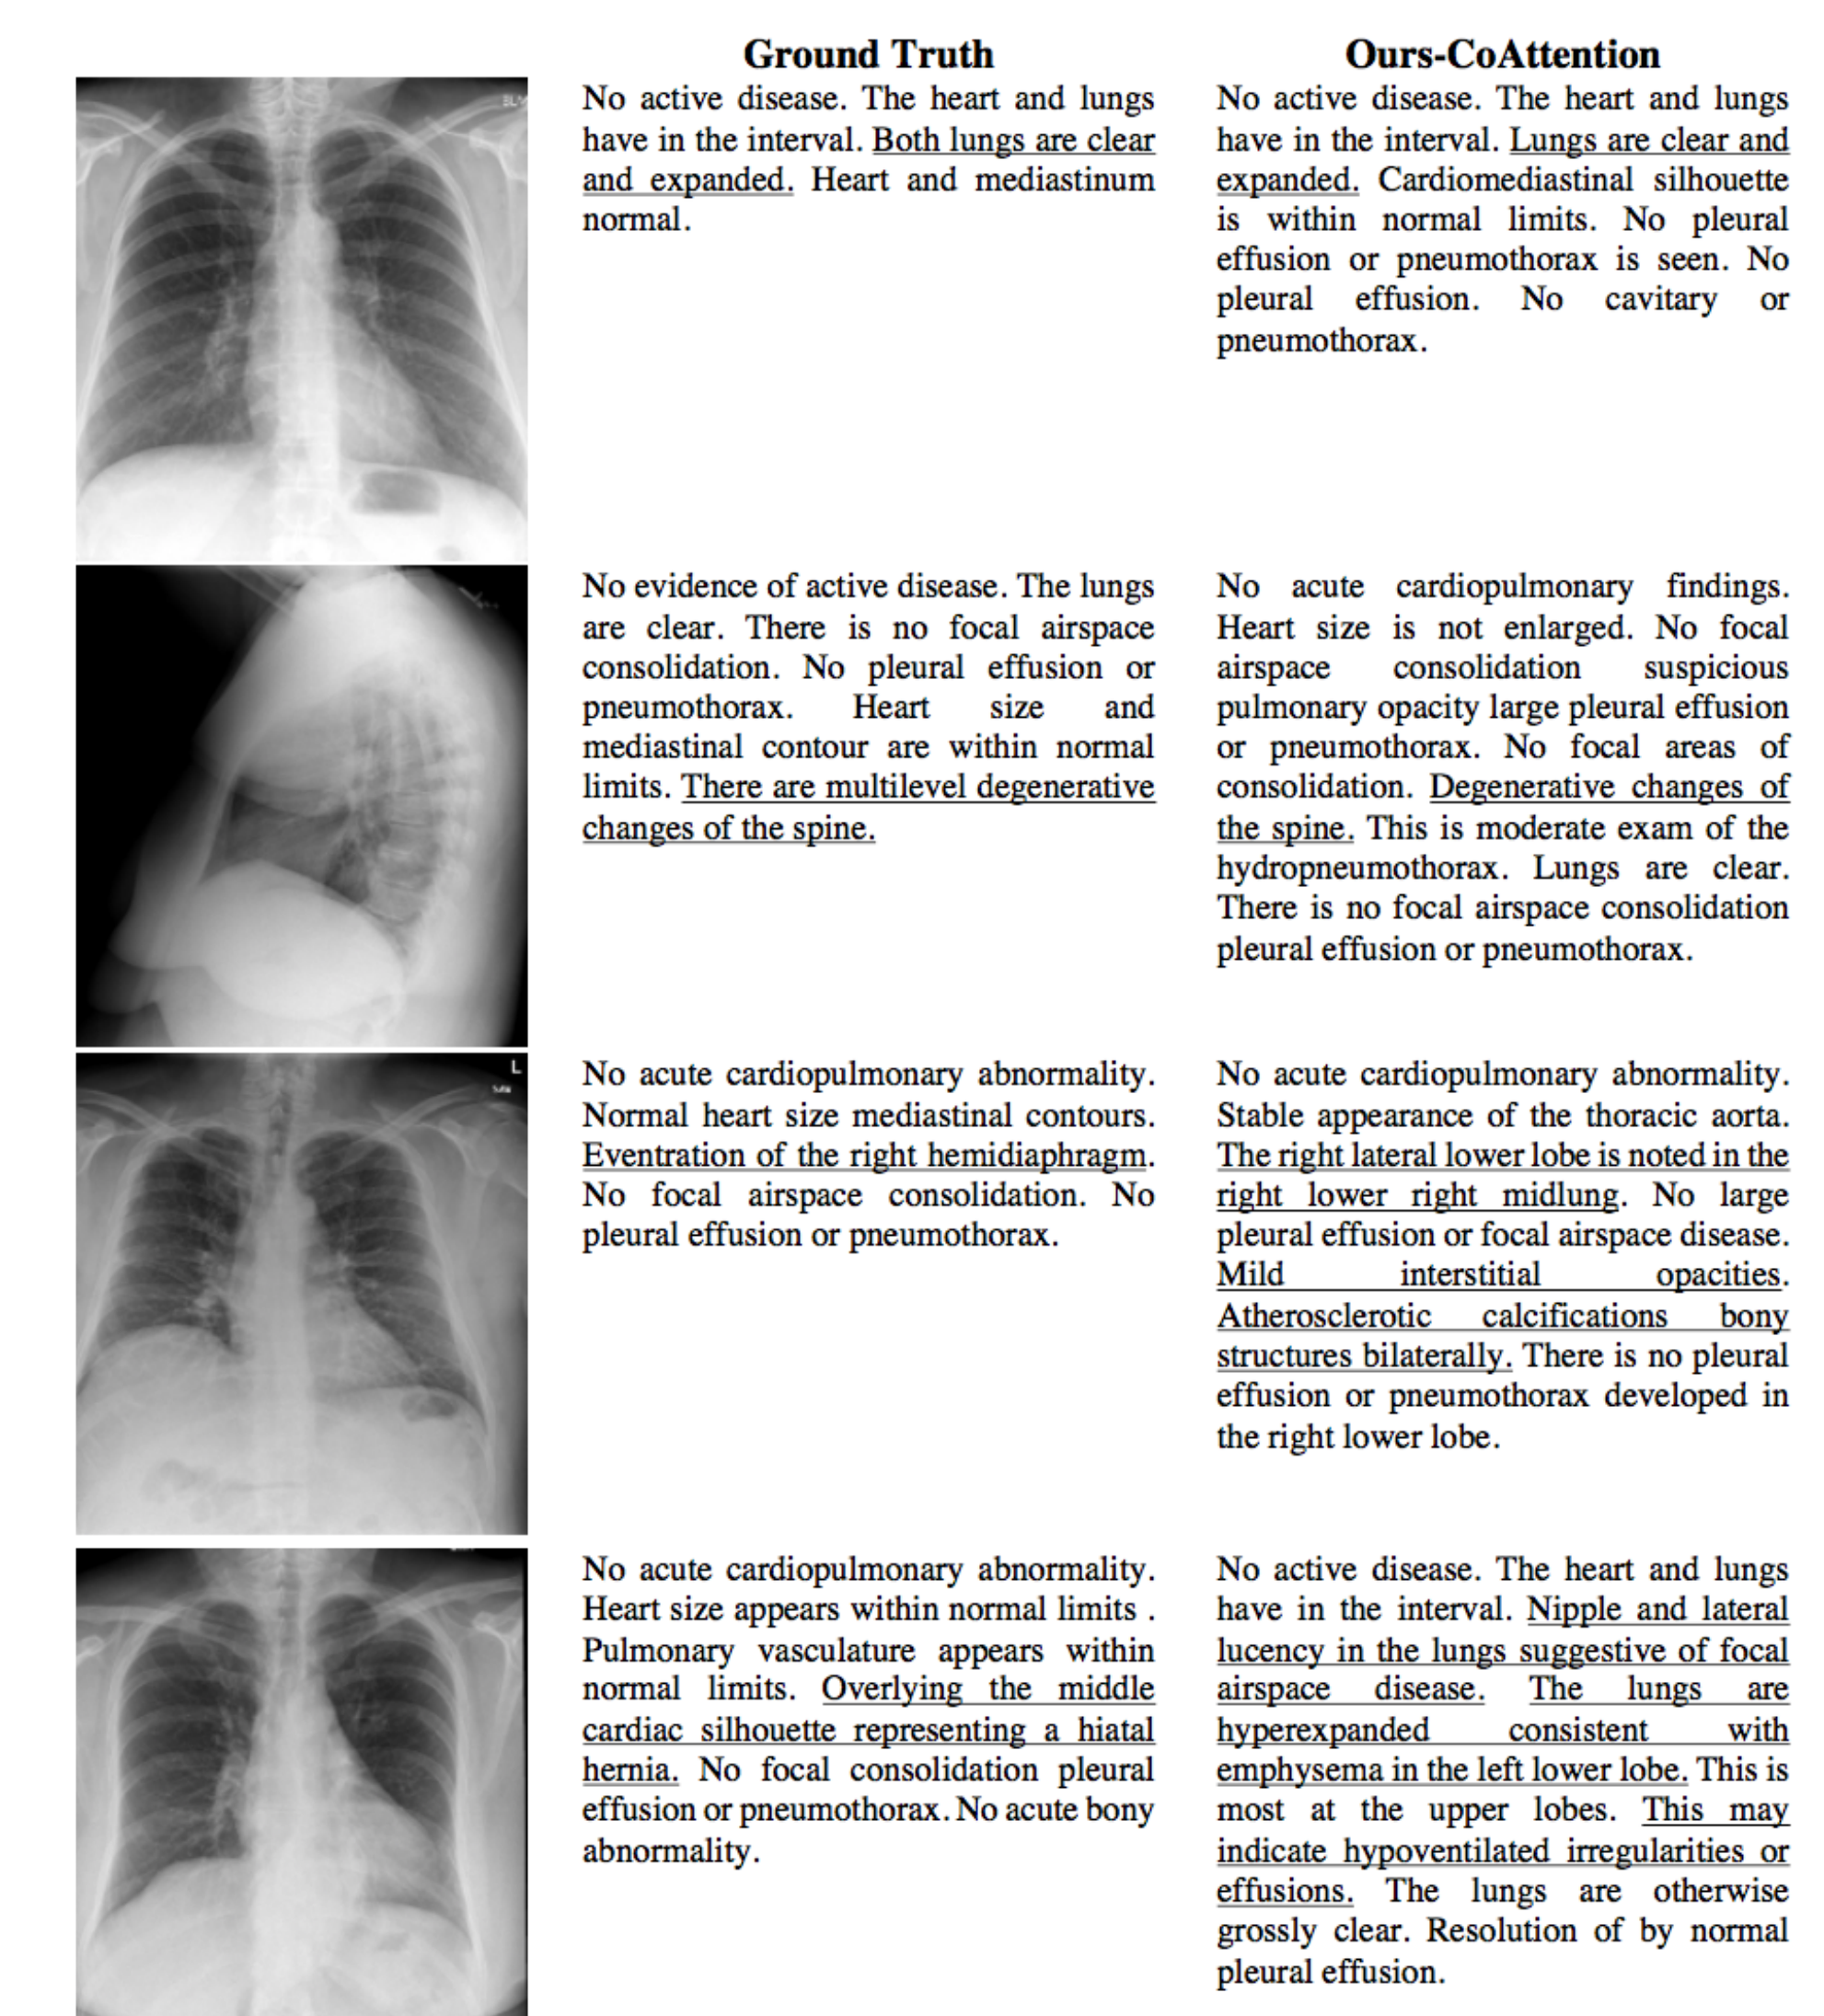 Ground Truth
Ours-CoAttention
No active disease. The heart and lungs
have in the interval. Both lungs are clear
and expanded. Heart and mediastinum
normal.
No active disease. The heart and lungs
have in the interval. Lungs are clear and
expanded. Cardiomediastinal silhouette
is within normal limits. No pleural
effusion or pneumothorax is seen. No
pleural effusion. No cavitary or
pneumothorax.
No evidence of active disease. The lungs
are clear. There is no focal airspace
consolidation. No pleural effusion or
pneumothorax. Heart size and
mediastinal contour are within normal
limits. There are multilevel degenerative
changes of the spine.
No acute cardiopulmonary findings.
Heart size is not enlarged. No focal
airspace consolidation suspicious
pulmonary opacity large pleural effusion
or pneumothorax. No focal areas of
consolidation. Degenerative changes of
the spine. This is moderate exam of the
hydropneumothorax. Lungs are clear.
There is no focal airspace consolidation
pleural effusion or pneumothorax.
L
No acute cardiopulmonary abnormality.
Normal heart size mediastinal contours.
Eventration of the right hemidiaphragm.
No focal airspace consolidation. No
pleural effusion or pneumothorax.
No acute cardiopulmonary abnormality.
Stable appearance of the thoracic aorta.
The right lateral lower lobe is noted in the
right lower right midlung. No large
pleural effusion or focal airspace disease.
Mild interstitial opacities.
Atherosclerotic calcifications bony
structures bilaterally. There is no pleural
effusion or pneumothorax developed in
the right lower lobe.
No acute cardiopulmonary abnormality.
Heart size appears within normal limits .
Pulmonary vasculature appears within
normal limits. Overlying the middle
cardiac silhouette representing a hiatal
hernia. No focal consolidation pleural
effusion or pneumothorax. No acute bony
abnormality.
No active disease. The heart and lungs
have in the interval. Nipple and lateral
lucency in the lungs suggestive of focal
airspace disease. The lungs are
hyperexpanded consistent with
emphysema in the left lower lobe. This is
most at the upper lobes. This may
indicate hypoventilated irregularities or
effusions. The lungs are otherwise
grossly clear. Resolution of by normal
pleural effusion.